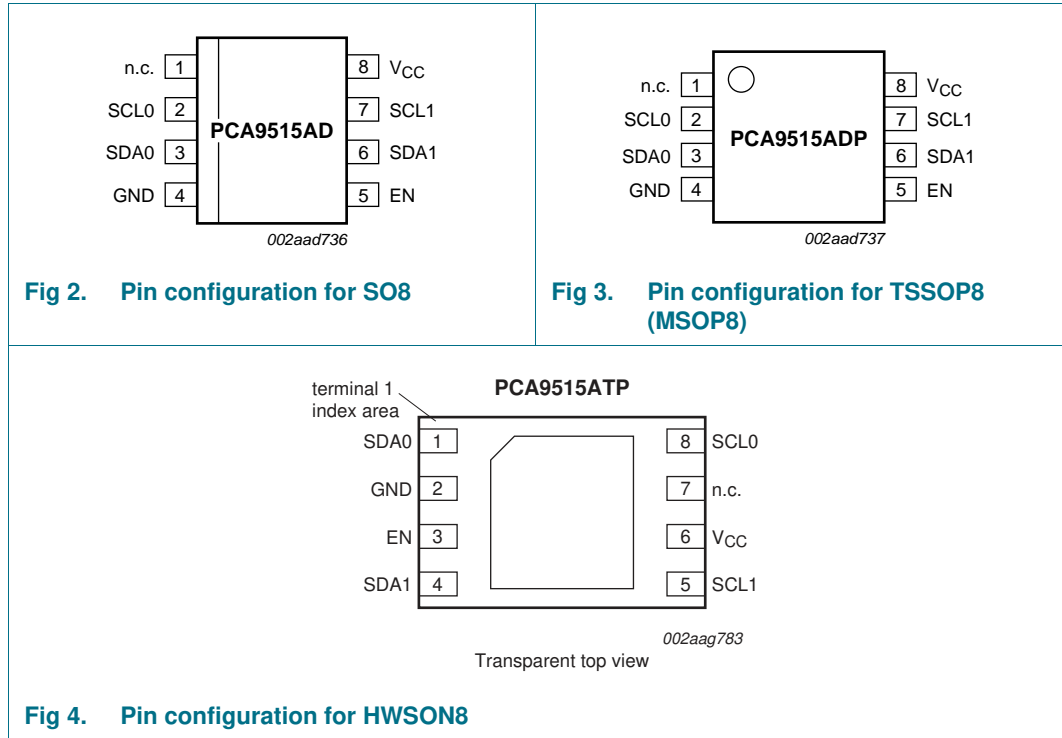 n.c. 1
8 VCC
SCL0 2
7 SCL1
PCA9515AD
SDA0 3
6 SDA1
GND 4
5 EN
002aad736
Fig 2. Pin configuration for SO8
n.c. 1
8 VCC
SCL0 2
7 SCL1
PCA9515ADP
SDA0 3
6 SDA1
GND 4
5 EN
002aad737
Fig 3. Pin configuration for TSSOP8
(MSOP8)
terminal 1
index area
PCA9515ATP
SDA0 1
8 SCL0
GND 2
7 n.c.
EN 3
6 VCC
SDA1 4
5 SCL1
002aag783
Transparent top view
Fig 4. Pin configuration for HWSON8